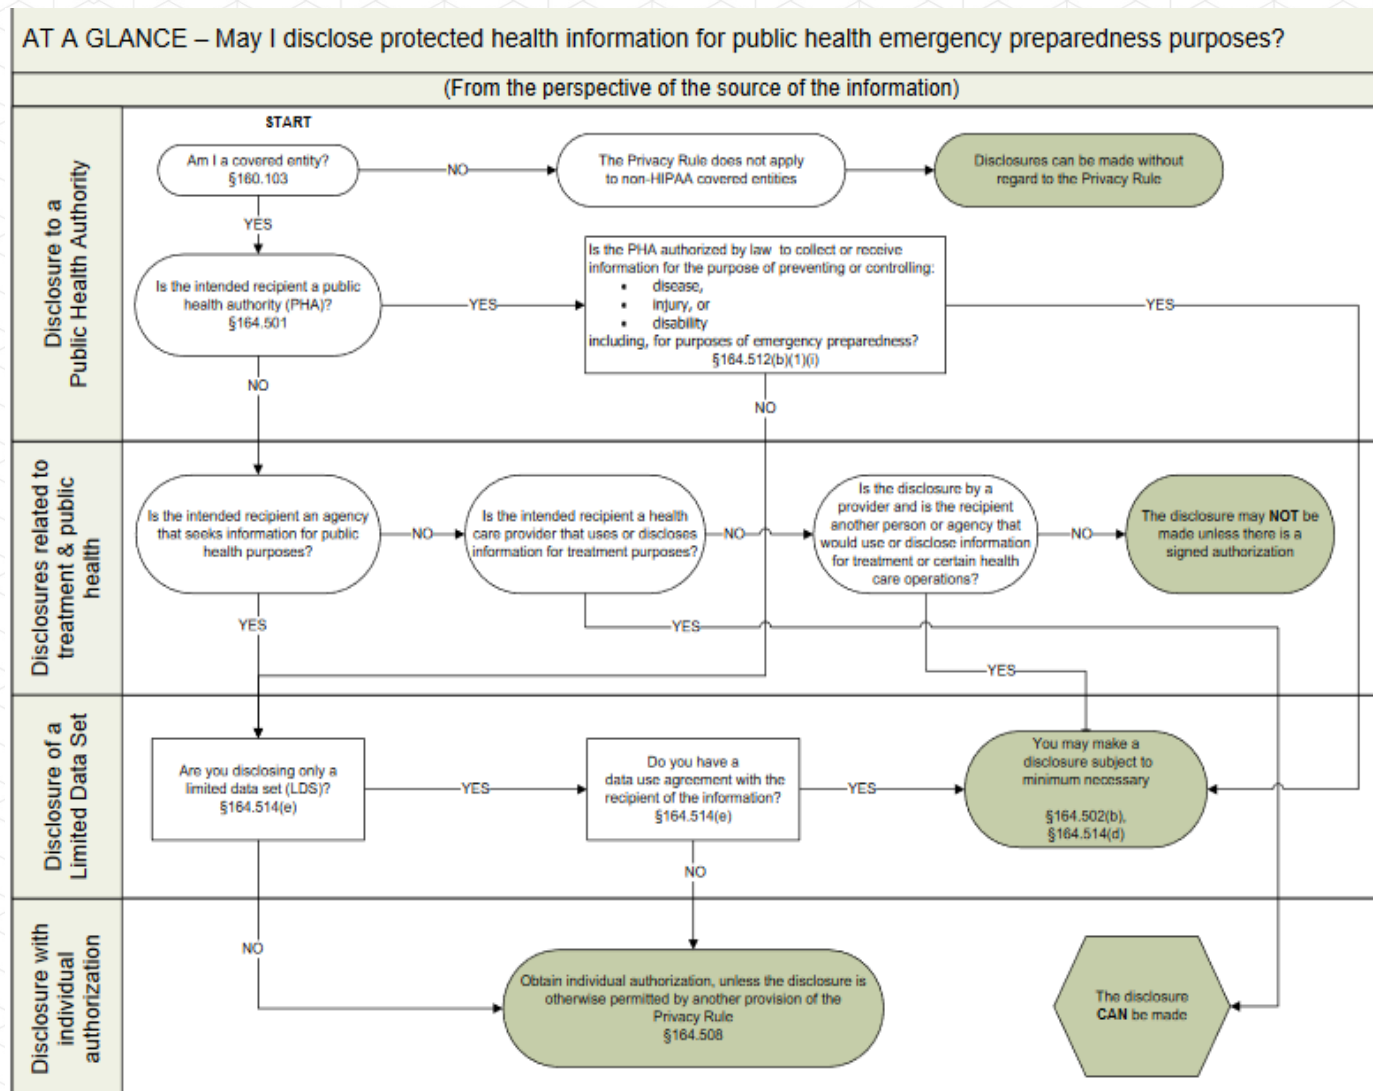 AT A GLANCE – May I disclose protected health information for public health emergency preparedness purposes?
(From the perspective of the source of the information)
Disclosure to a
Public Health Authority
START
Am I a covered entity?
§160.103
NO
The Privacy Rule does not apply
to non-HIPAA covered entities
Disclosures can be made without
regard to the Privacy Rule
YES
Is the intended recipient a public
health authority (PHA)?
§164.501
YES
Is the PHA authorized by law to collect or receive
information for the purpose of preventing or controlling:
• disease,
• injury, or
• disability
including, for purposes of emergency preparedness?
§164.512(b)(1)(i)
YES
NO
NO
Disclosures related to
treatment & public
health
Is the intended recipient an agency
that seeks information for public
health purposes?
NO
Is the intended recipient a health
care provider that uses or discloses
information for treatment purposes?
NO
Is the disclosure by a
provider and is the recipient
another person or agency that
would use or disclose information
for treatment or certain health
care operations?
NO
The disclosure may NOT be
made unless there is a
signed authorization
YES
YES
YES
Disclosure of a
Limited Data Set
Are you disclosing only a
limited data set (LDS)?
§164.514(e)
YES
Do you have a
data use agreement with the
recipient of the information?
§164.514(e)
YES
You may make a
disclosure subject to
minimum necessary
§164.502(b),
§164.514(d)
NO
Disclosure with
individual
authorization
NO
Obtain individual authorization, unless the disclosure is
otherwise permitted by another provision of the
Privacy Rule
§164.508
The disclosure
CAN be made